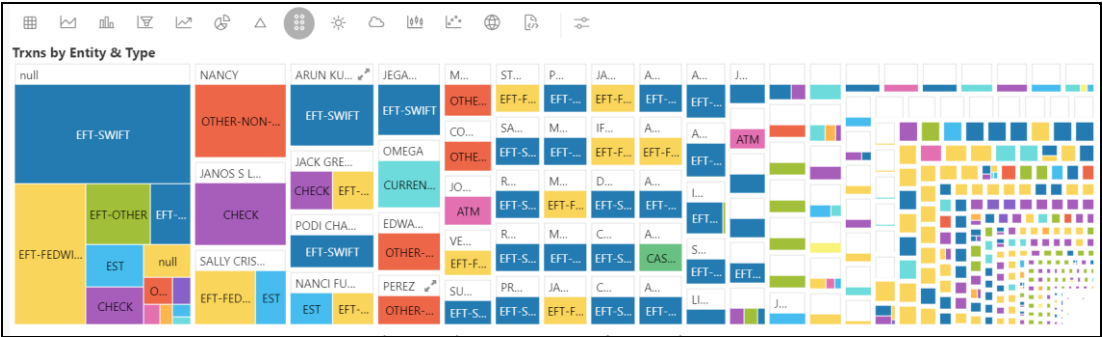 Trxns by Entity & Type
null
EFT-SWIFT
EFT-FEDWI...
EFT-OTHER
EFT-...
EST
null
CHECK
O...
NANCY
OTHER-NON-...
JANOS S L...
CHECK
SALLY CRIS...
EFT-FED...
EST
ARUN KU...
EFT-SWIFT
JACK GRE...
CHECK
EFT-...
PODI CHA...
EFT-SWIFT
NANCI FU...
EST
EFT-...
JEGA...
EFT-SWIFT
OMEGA
CURREN...
EDWA...
OTHER-...
PEREZ
OTHER-...
M...
OTHE...
CO...
OTHE...
JO...
ATM
VE...
EFT-F...
SU...
EFT-S...
ST...
EFT-F...
SA...
EFT-S...
R...
EFT-S...
R...
EFT-S...
PR...
EFT-S...
P...
EFT-...
M...
EFT-...
M...
EFT-F...
M...
EFT-S...
JA...
EFT-F...
JA...
EFT-F...
IF...
EFT-F...
D...
EFT-S...
C...
EFT-S...
C...
EFT-S...
A...
EFT-...
A...
EFT-F...
A...
EFT-...
A...
CAS...
A...
EFT-...
A...
EFT-...
A...
EFT-...
I...
EFT...
S...
EFT-...
LI...
J...
ATM
EFT...
J...